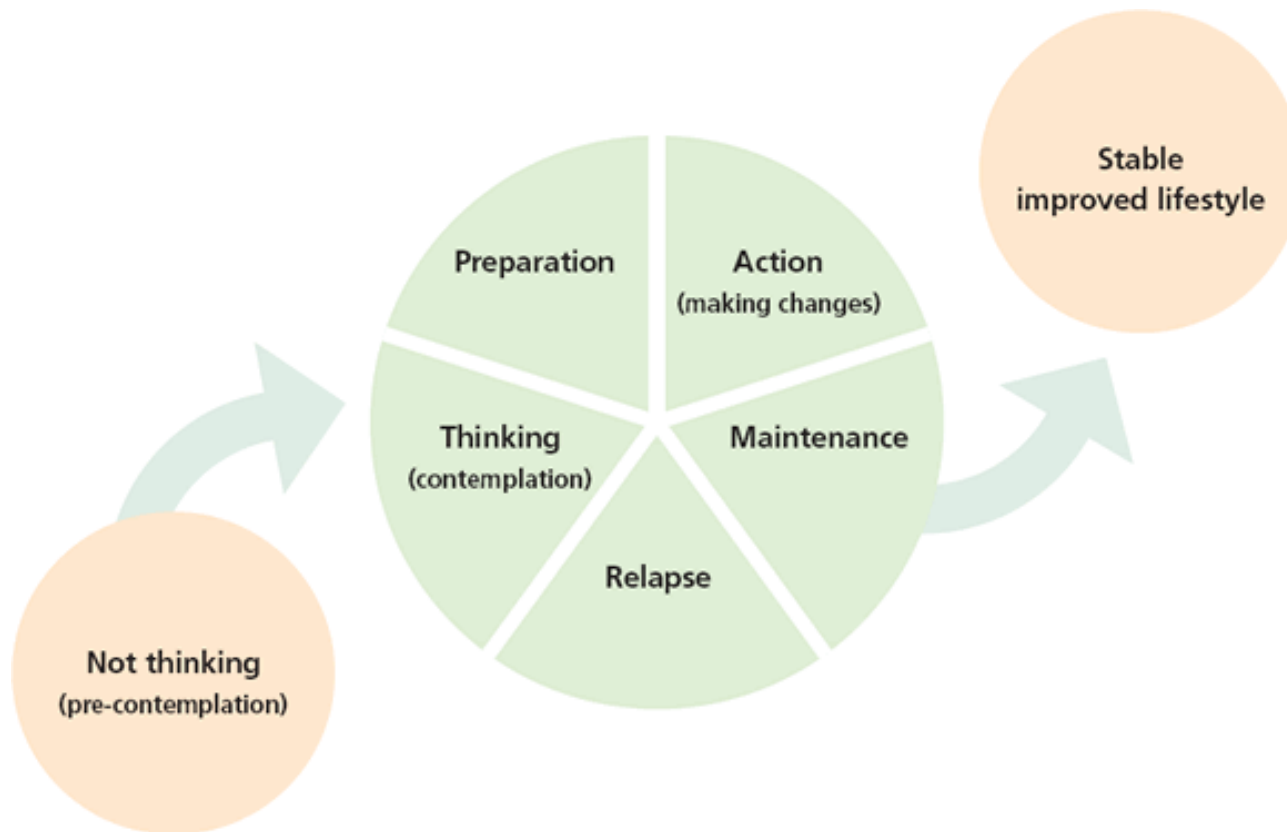 Stable
improved lifestyle
Preparation
Action
(making changes)
Thinking
(contemplation)
Maintenance
Relapse
Not thinking
(pre-contemplation)